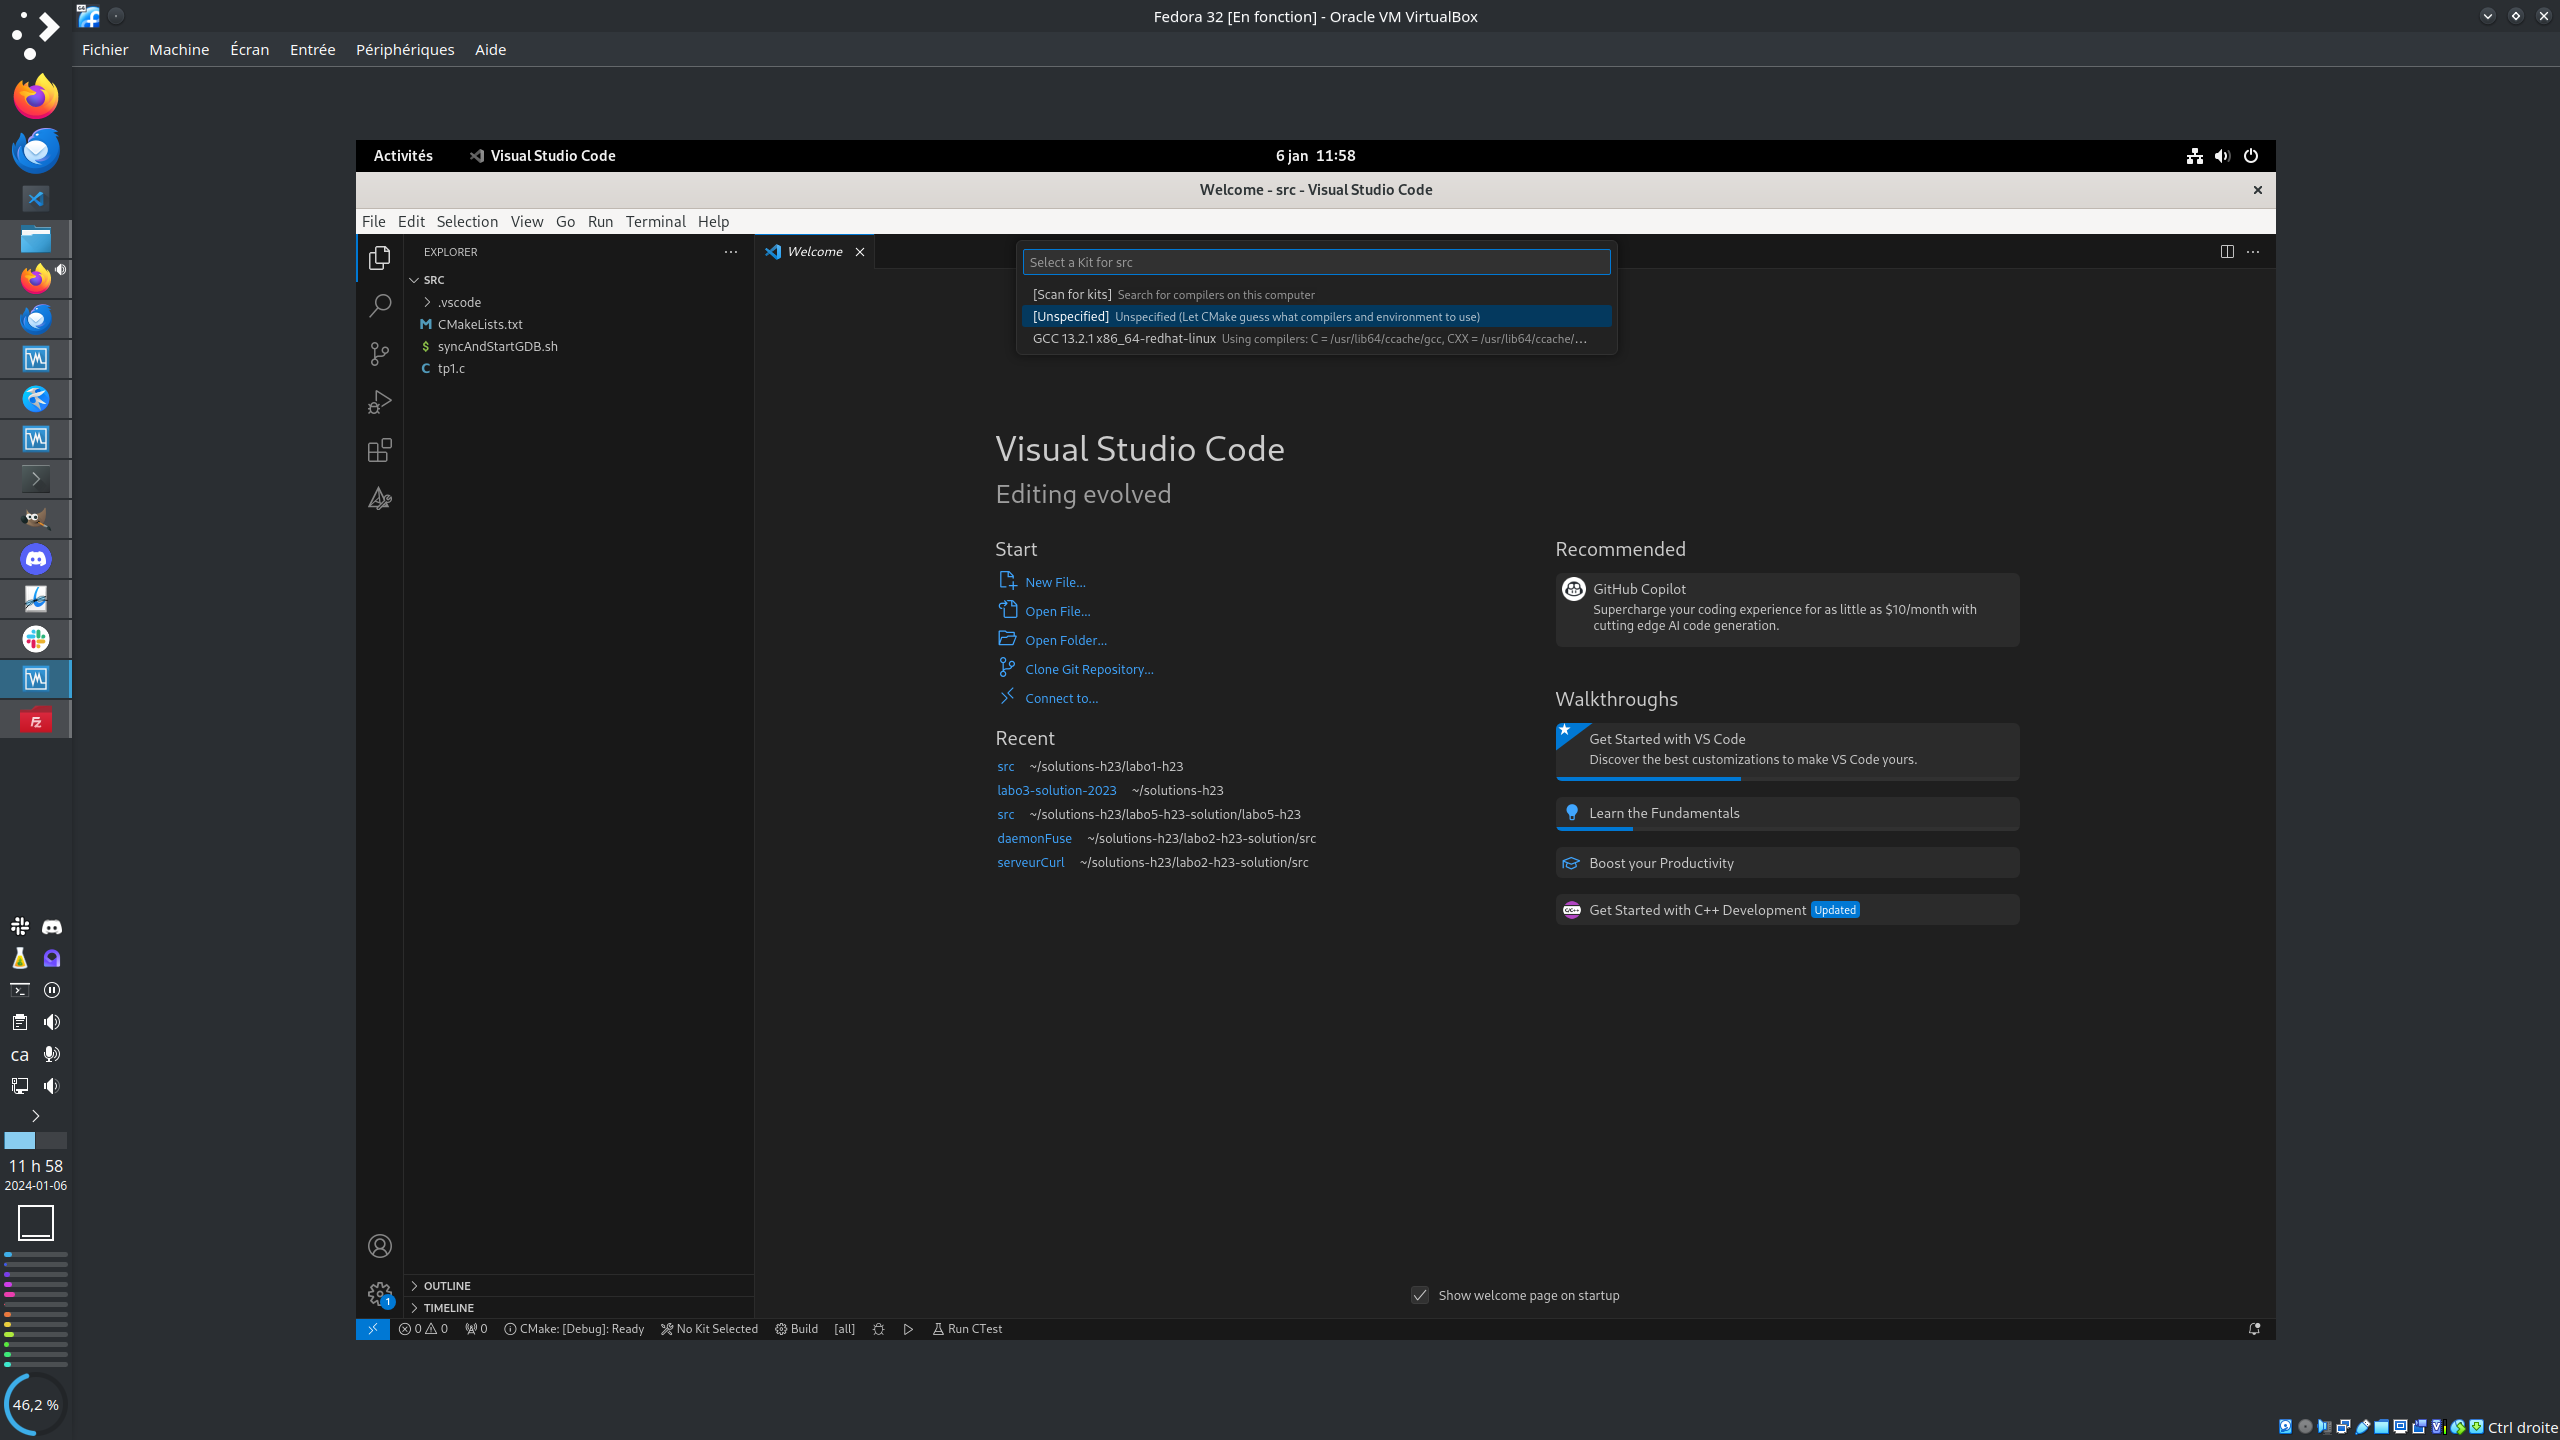 Fedora 32 [En fonction] - Oracle VM VirtualBox
Fichier Machine Écran Entrée Périphériques Aide
Activités Visual Studio Code 6 jan 11:58
Welcome - src - Visual Studio Code
File Edit Selection View Go Run Terminal Help
EXPLORER
SRC
.vscode
CMakeLists.txt
syncAndStartGDB.sh
tp1.c
OUTLINE
TIMELINE
Welcome
Select a Kit for src
[Scan for kits] Search for compilers on this computer
[Unspecified] Unspecified (Let CMake guess what compilers and environment to use)
GCC 13.2.1 x86_64-redhat-linux Using compilers: C = /usr/lib64/ccache/gcc, CXX = /usr/lib64/ccache/...
Visual Studio Code
Editing evolved
Start
New File...
Open File...
Open Folder...
Clone Git Repository...
Connect to...
Recent
src ~/solutions-h23/labo1-h23
labo3-solution-2023 ~/solutions-h23
src ~/solutions-h23/labo5-h23-solution/labo5-h23
daemonFuse ~/solutions-h23/labo2-h23-solution/src
serveurCurl ~/solutions-h23/labo2-h23-solution/src
Recommended
GitHub Copilot
Supercharge your coding experience for as little as $10/month with
cutting edge AI code generation.
Walkthroughs
Get Started with VS Code
Discover the best customizations to make VS Code yours.
Learn the Fundamentals
Boost your Productivity
C/C++ Get Started with C++ Development Updated
Show welcome page on startup
1
0 0 0 CMake: [Debug]: Ready No Kit Selected Build [all] Run CTest
ca
11 h 58
2024-01-06
46,2 %
Ctrl droite